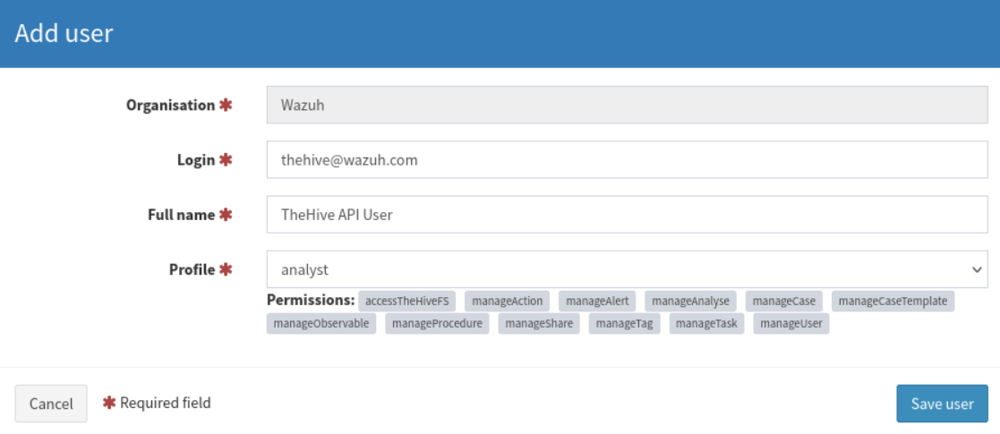 Add user
Organisation ✱ Wazuh
Login ✱ thehive@wazuh.com
Full name ✱ TheHive API User
Profile ✱ analyst
Permissions: accessTheHiveFS manageAction manageAlert manageAnalyse manageCase manageCaseTemplate
manageObservable manageProcedure manageShare manageTag manageTask manageUser
Cancel ✱ Required field Save user